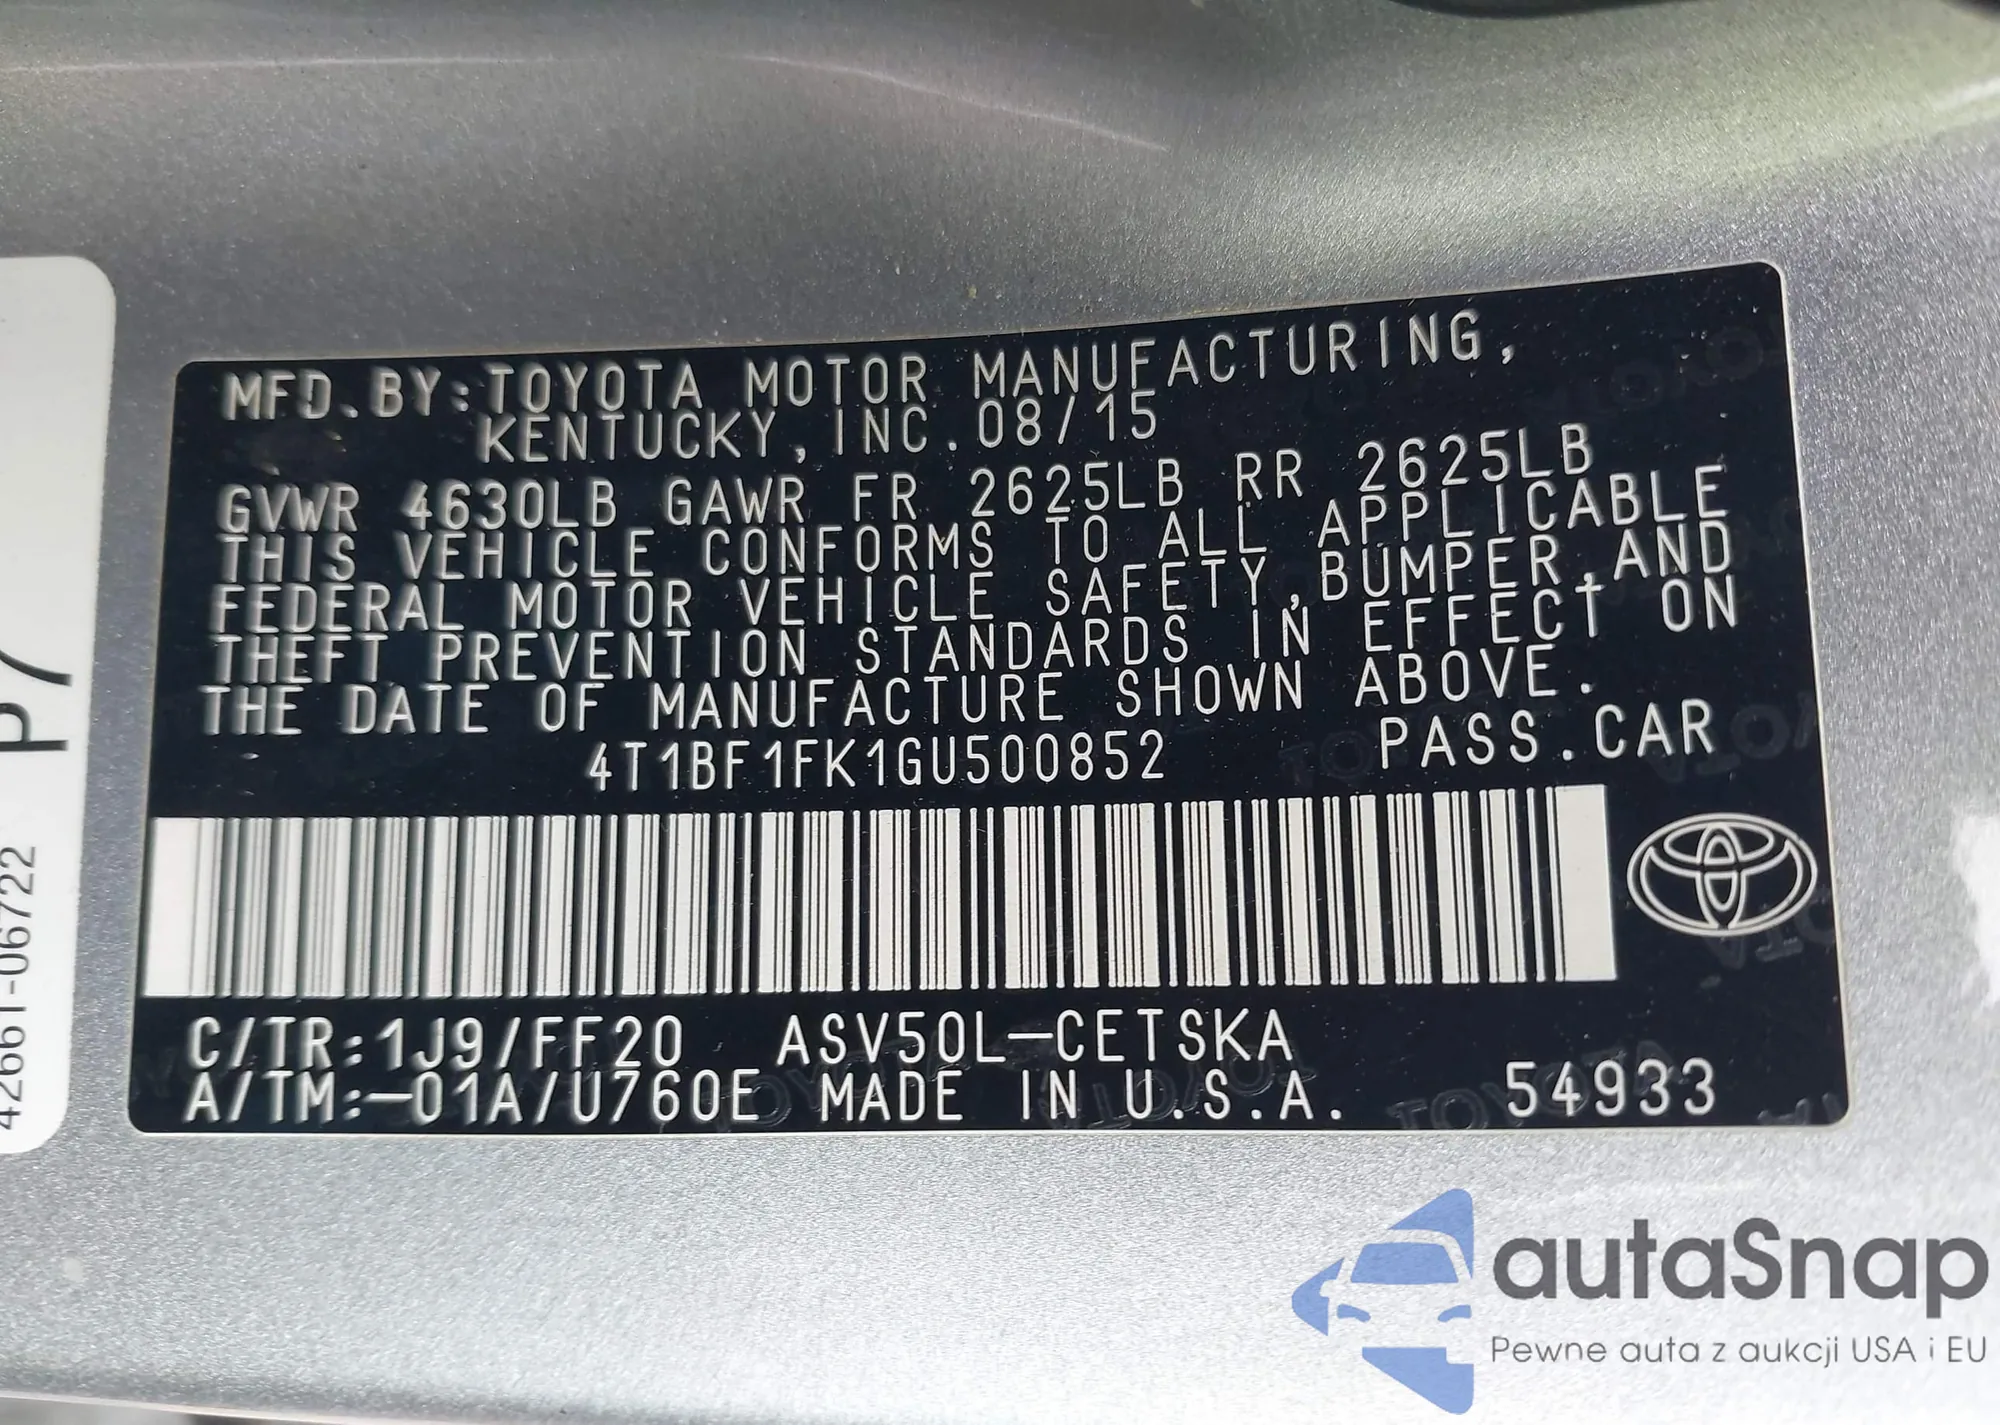 MFD.BY:TOYOTA MOTOR MANUFACTURING,
KENTUCKY, INC.08/15
GVWR 4630LB GAWR FR 2625LB RR 2625LB
THIS VEHICLE CONFORMS TO ALL APPLICABLE
FEDERAL MOTOR VEHICLE SAFETY,BUMPER,AND
THEFT PREVENTION STANDARDS IN EFFECT ON
THE DATE OF MANUFACTURE SHOWN ABOVE.
4T1BF1FK1GU500852 PASS.CAR
C/TR:1J9/FF20 ASV50L-CETSKA
A/TM:-01A/U760E MADE IN U.S.A. 54933
42661-06722
autaSnap
Pewne auta z aukcji USA i EU